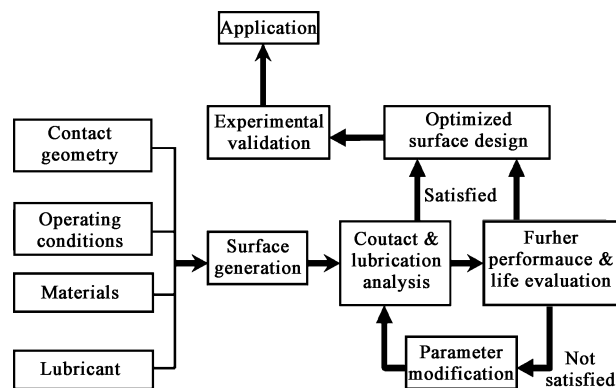 Application
Experimental
validation
Optimized
surface design
Contact
geometry
Satisfied
Operating
conditions
Surface
generation
Coutact &
lubrication
analysis
Furher
performauce &
life evaluation
Materials
Parameter
modification
Not
satisfied
Lubricant